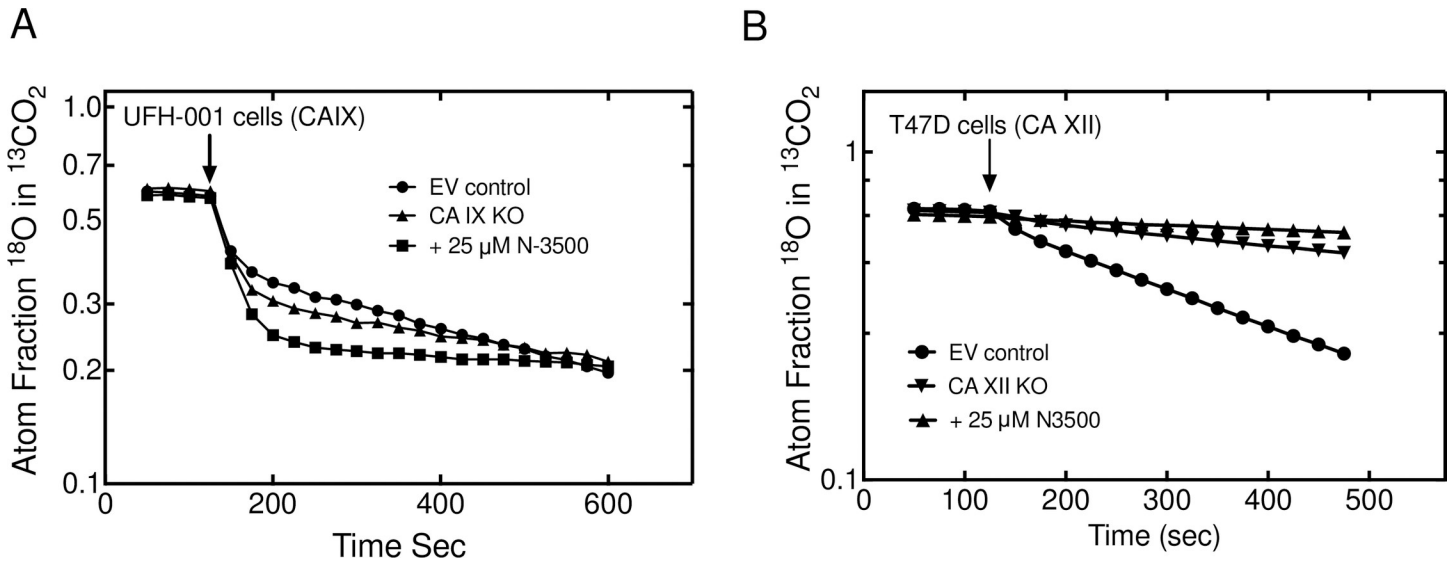 A
Atom Fraction 18O in 13CO2
1.0
0.7
0.5
0.3
0.2
0.1
UFH-001 cells (CAIX)
EV control
CA IX KO
+ 25 µM N-3500
0 200 400 600
Time Sec
B
Atom Fraction 18O in 13CO2
1
0.1
T47D cells (CA XII)
EV control
CA XII KO
+ 25 µM N3500
0 100 200 300 400 500
Time (sec)